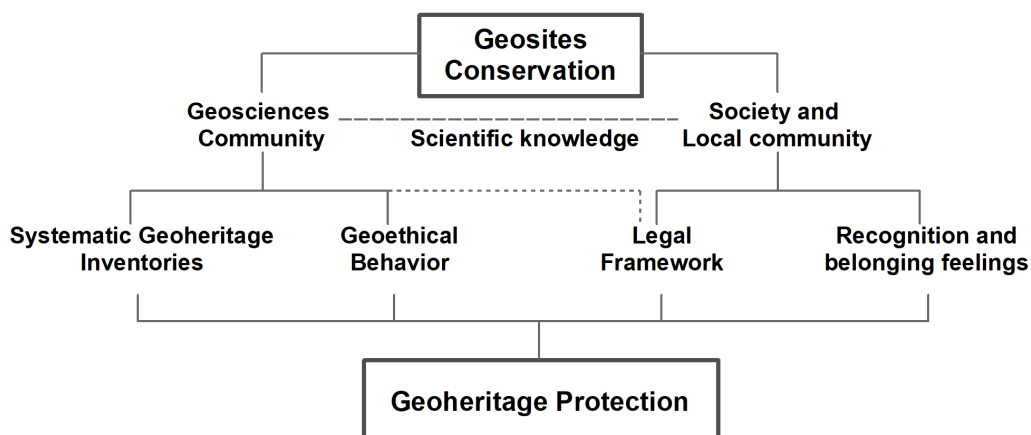 Geosites
Conservation
Geosciences
Community
Scientific knowledge
Society and
Local community
Systematic Geoheritage
Inventories
Geoethical
Behavior
Legal
Framework
Recognition and
belonging feelings
Geoheritage Protection